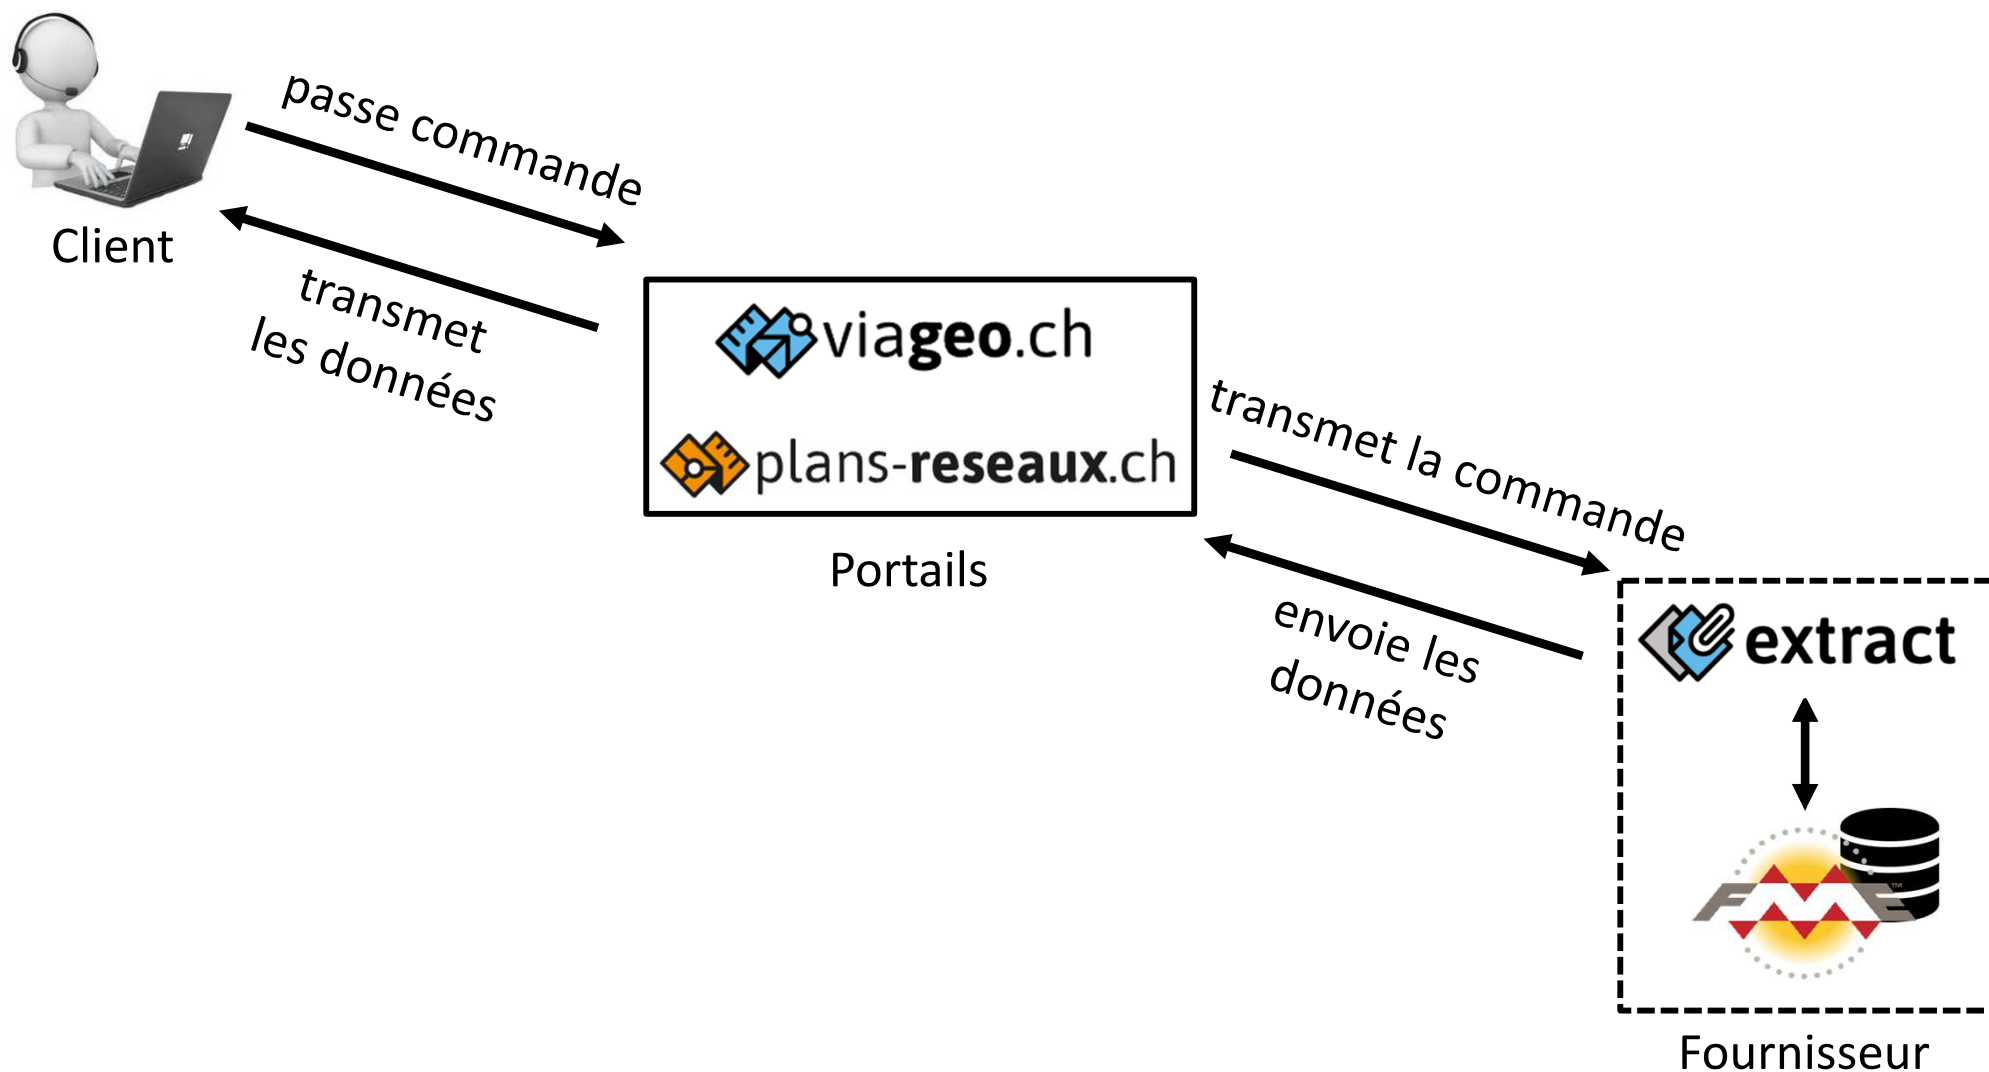 passe commande
Client
transmet
les données
viageo.ch
plans-reseaux.ch
Portails
transmet la commande
envoie les
données
extract
FME
TM
Fournisseur